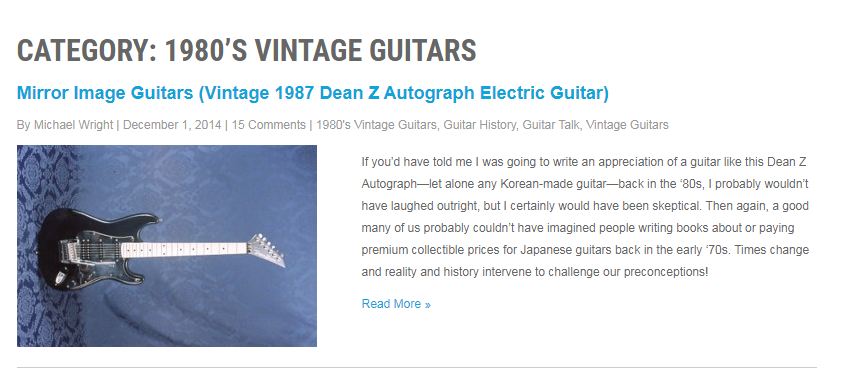 CATEGORY: 1980’S VINTAGE GUITARS
Mirror Image Guitars (Vintage 1987 Dean Z Autograph Electric Guitar)
By Michael Wright | December 1, 2014 | 15 Comments | 1980's Vintage Guitars, Guitar History, Guitar Talk, Vintage Guitars
If you’d have told me I was going to write an appreciation of a guitar like this Dean Z
Autograph—let alone any Korean-made guitar—back in the ‘80s, I probably wouldn’t
have laughed outright, but I certainly would have been skeptical. Then again, a good
many of us probably couldn’t have imagined people writing books about or paying
premium collectible prices for Japanese guitars back in the early ‘70s. Times change
and reality and history intervene to challenge our preconceptions!
Read More »